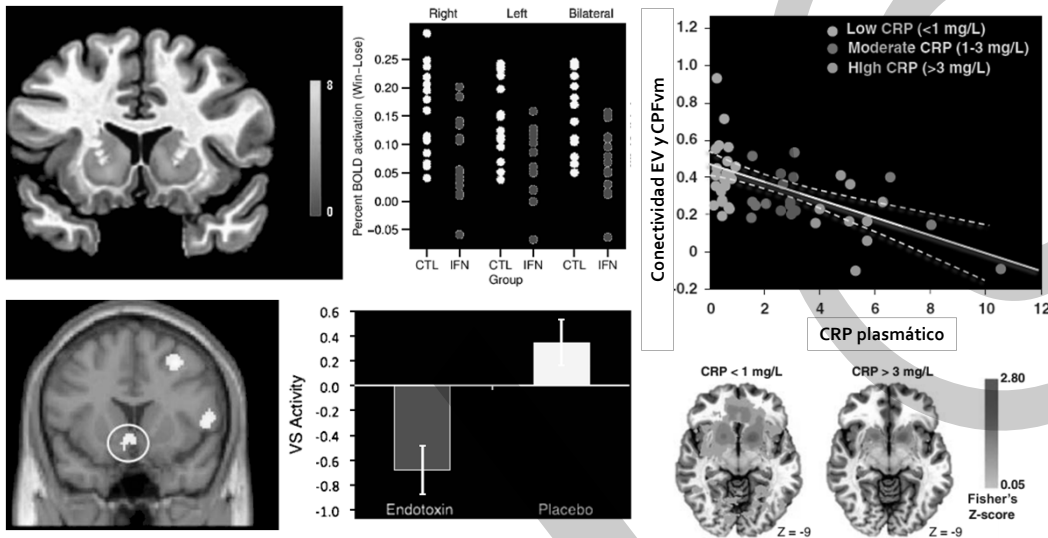 8
0
Right Left Bilateral
Percent BOLD activation (Win–Lose)
0.25
0.20
0.15
0.10
0.05
0.00
−0.05
CTL IFN CTL IFN CTL IFN
Group
Conectividad EV y CPFvm
1.2
1.0
0.8
0.6
0.4
0.2
0
-0.2
Low CRP (<1 mg/L)
Moderate CRP (1-3 mg/L)
HIgh CRP (>3 mg/L)
0 2 4 6 8 10 12
CRP plasmático
VS Activity
0.6
0.4
0.2
0.0
-0.2
-0.4
-0.6
-0.8
-1.0
Endotoxin Placebo
CRP < 1 mg/L CRP > 3 mg/L
2.80
0.05
Fisher's
Z-score
Z = -9 Z = -9